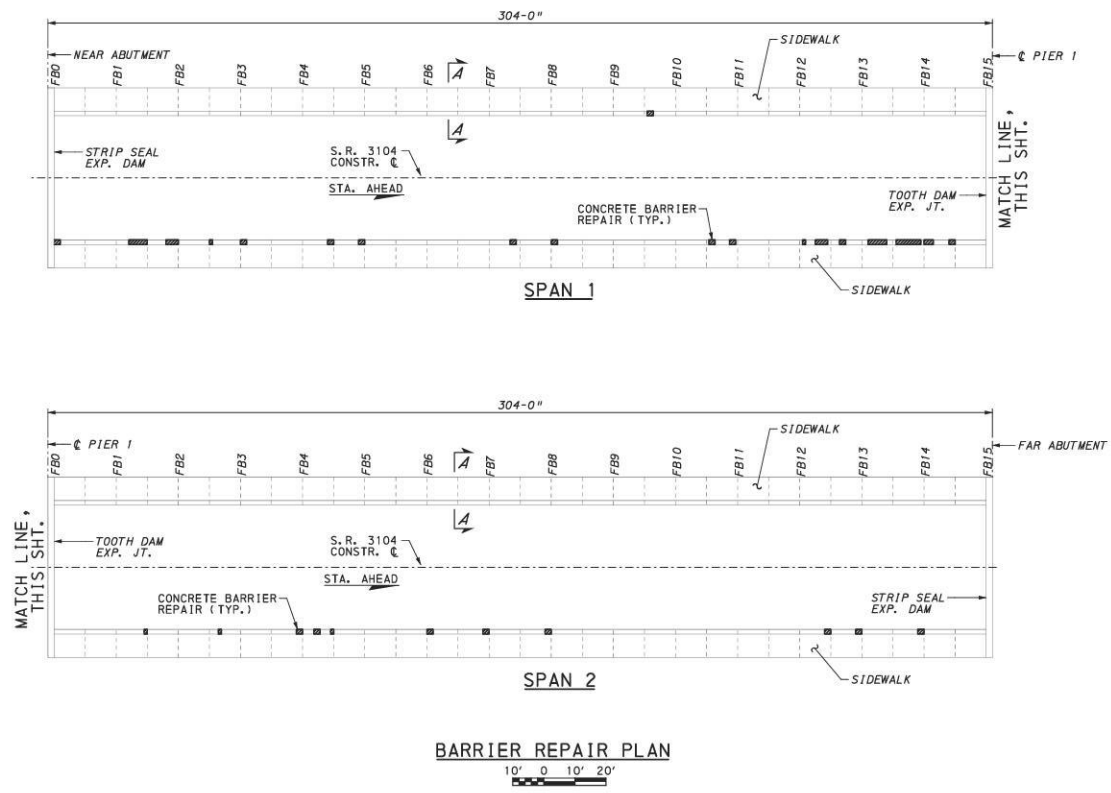 304-0"
SIDEWALK
NEAR ABUTMENT
℄ PIER 1
FB0 FB1 FB2 FB3 FB4 FB5 FB6 A FB7 FB8 FB9 FB10 FB11 FB12 FB13 FB14 FB15
A
STRIP SEAL
EXP. DAM
S.R. 3104
CONSTR. ℄
STA. AHEAD
TOOTH DAM
EXP. JT.
MATCH LINE,
THIS SHT.
CONCRETE BARRIER
REPAIR (TYP.)
SPAN 1
SIDEWALK
304-0"
SIDEWALK
℄ PIER 1
FAR ABUTMENT
FB0 FB1 FB2 FB3 FB4 FB5 FB6 A FB7 FB8 FB9 FB10 FB11 FB12 FB13 FB14 FB15
A
MATCH LINE,
THIS SHT.
TOOTH DAM
EXP. JT.
S.R. 3104
CONSTR. ℄
STA. AHEAD
CONCRETE BARRIER
REPAIR (TYP.)
STRIP SEAL
EXP. DAM
SPAN 2
SIDEWALK
BARRIER REPAIR PLAN
10' 0 10' 20'